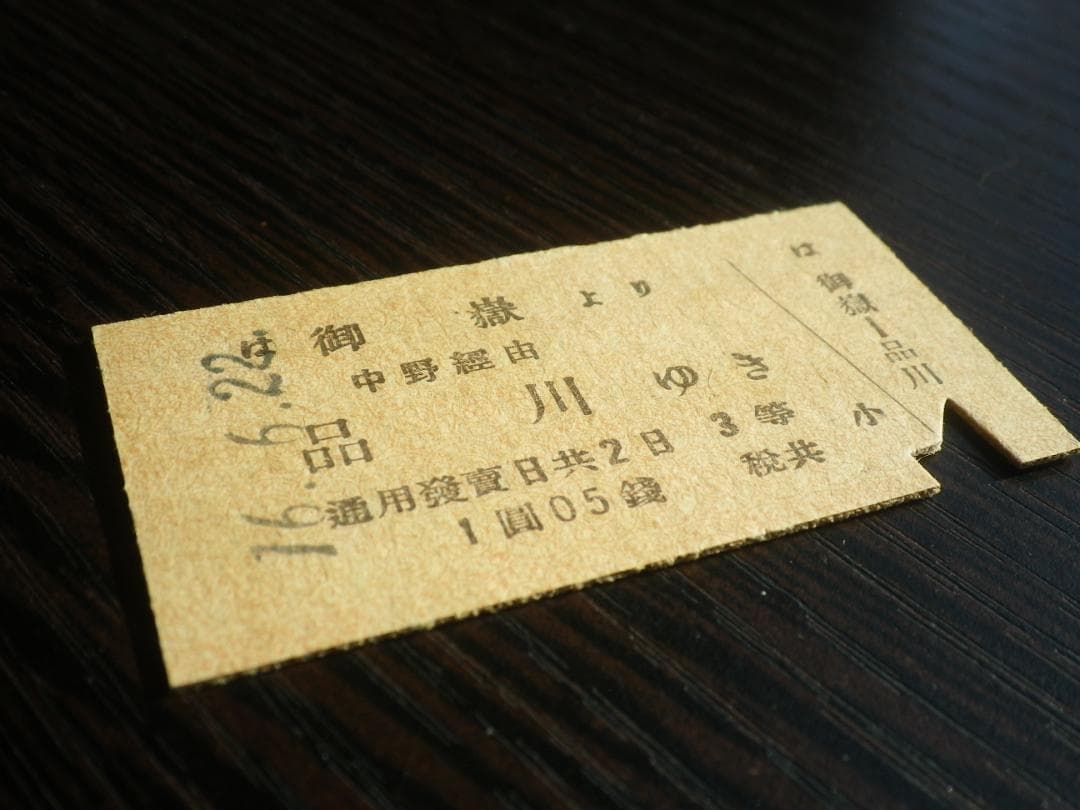 は 御嶽より
中野經由
品川ゆき
通用發賣日共2日 3等 小
1圓05錢 税共
16.6.22
は
御嶽ー品川